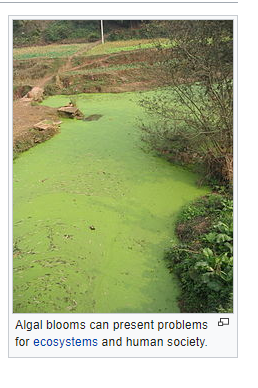 Algal blooms can present problems
for ecosystems and human society.